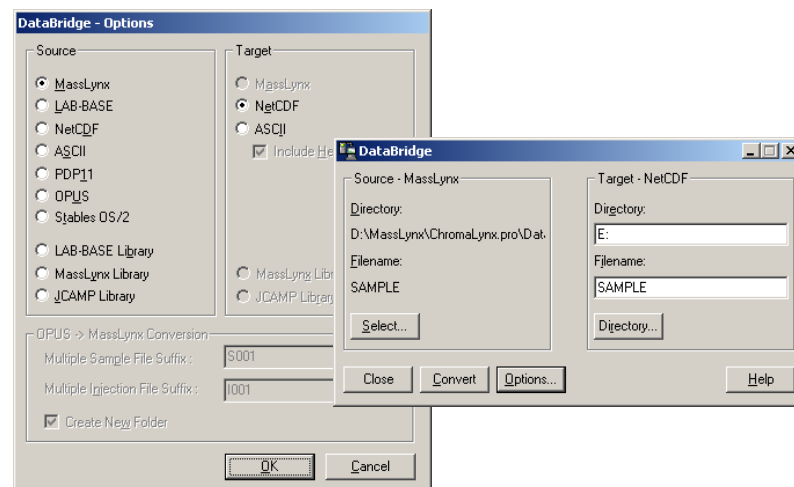 DataBridge - Options
Source
MassLynx
LAB-BASE
NetCDF
ASCII
PDP11
OPUS
Stables OS/2
LAB-BASE Library
MassLynx Library
JCAMP Library
Target
MassLynx
NetCDF
ASCII
Include He
MassLynx Libr
JCAMP Librar
OPUS -> MassLynx Conversion
Multiple Sample File Suffix :
S001
Multiple Injection File Suffix :
I001
Create New Folder
OK
Cancel
DataBridge
Source - MassLynx
Directory:
D:\MassLynx\ChromaLynx.pro\Dat
Filename:
SAMPLE
Select...
Target - NetCDF
Directory:
E:
Filename:
SAMPLE
Directory...
Close
Convert
Options...
Help